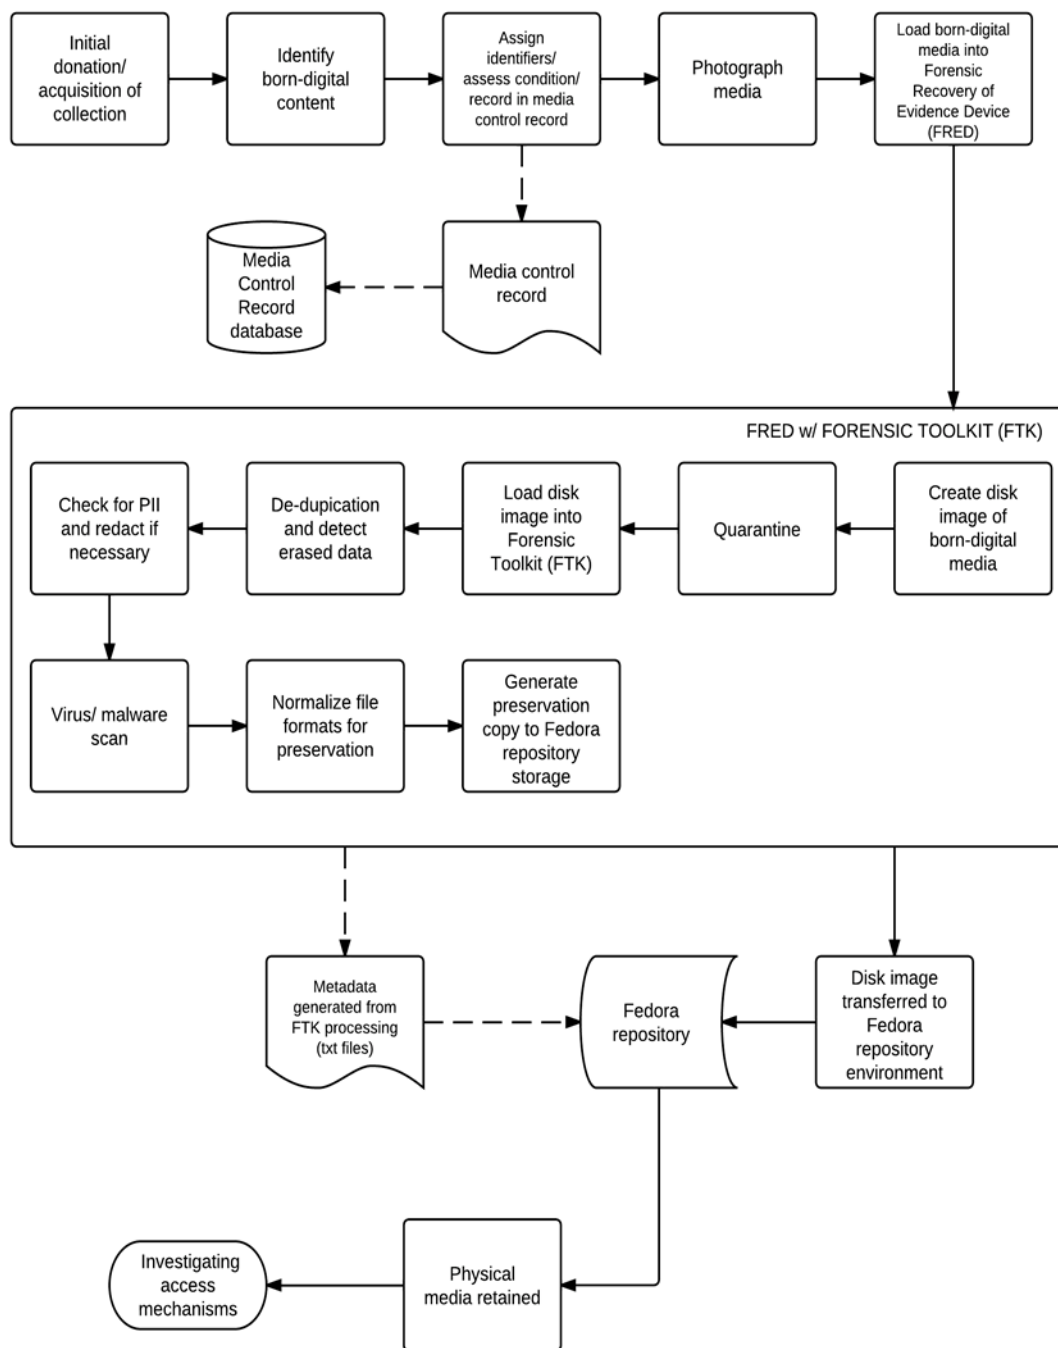 Initial
donation/
acquisition of
collection
Identify
born-digital
content
Assign
identifiers/
assess condition/
record in media
control record
Photograph
media
Load born-digital
media into
Forensic
Recovery of
Evidence Device
(FRED)
Media
Control
Record
database
Media control
record
FRED w/ FORENSIC TOOLKIT (FTK)
Check for PII
and redact if
necessary
De-dupication
and detect
erased data
Load disk
image into
Forensic
Toolkit (FTK)
Quarantine
Create disk
image of
born-digital
media
Virus/ malware
scan
Normalize file
formats for
preservation
Generate
preservation
copy to Fedora
repository
storage
Metadata
generated from
FTK processing
(txt files)
Fedora
repository
Disk image
transferred to
Fedora
repository
environment
Investigating
access
mechanisms
Physical
media retained